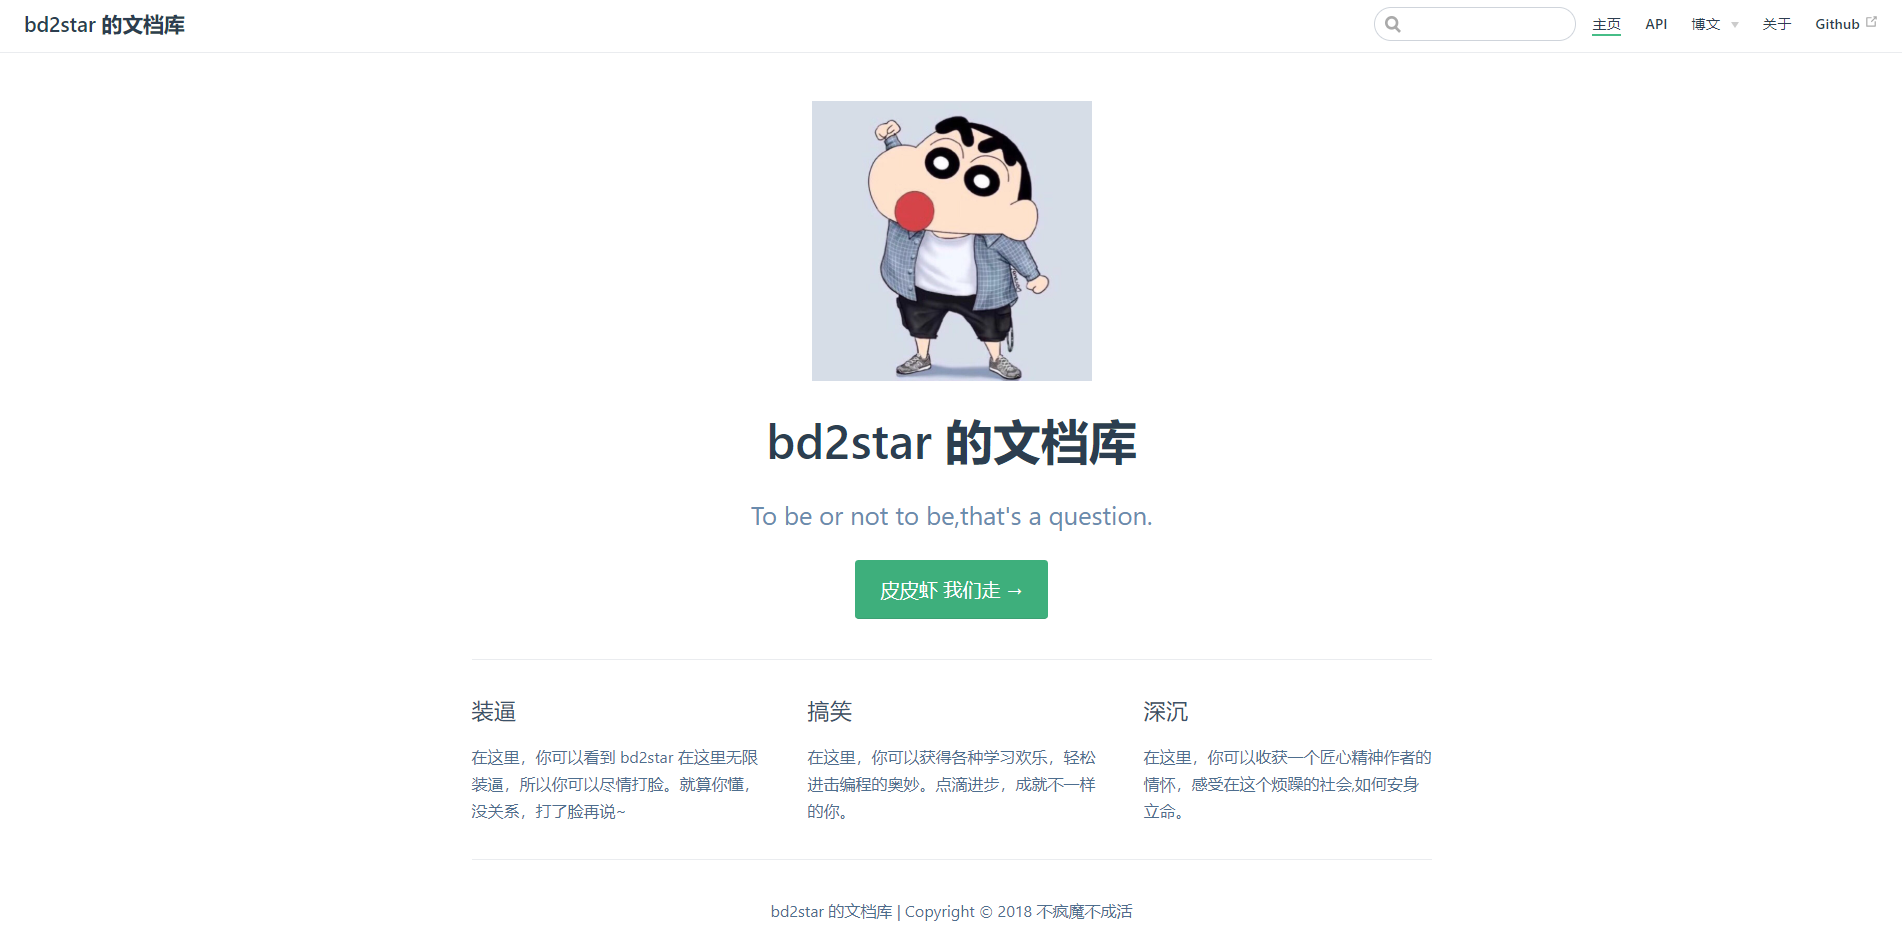 bd2star 的文档库
主页 API 博文 关于 Github
bd2star 的文档库
To be or not to be,that's a question.
皮皮虾 我们走 →
装逼
在这里，你可以看到 bd2star 在这里无限
装逼，所以你可以尽情打脸。就算你懂，
没关系，打了脸再说~
搞笑
在这里，你可以获得各种学习欢乐，轻松
进击编程的奥妙。点滴进步，成就不一样
的你。
深沉
在这里，你可以收获一个匠心精神作者的
情怀，感受在这个烦躁的社会,如何安身
立命。
bd2star 的文档库 | Copyright © 2018 不疯魔不成活